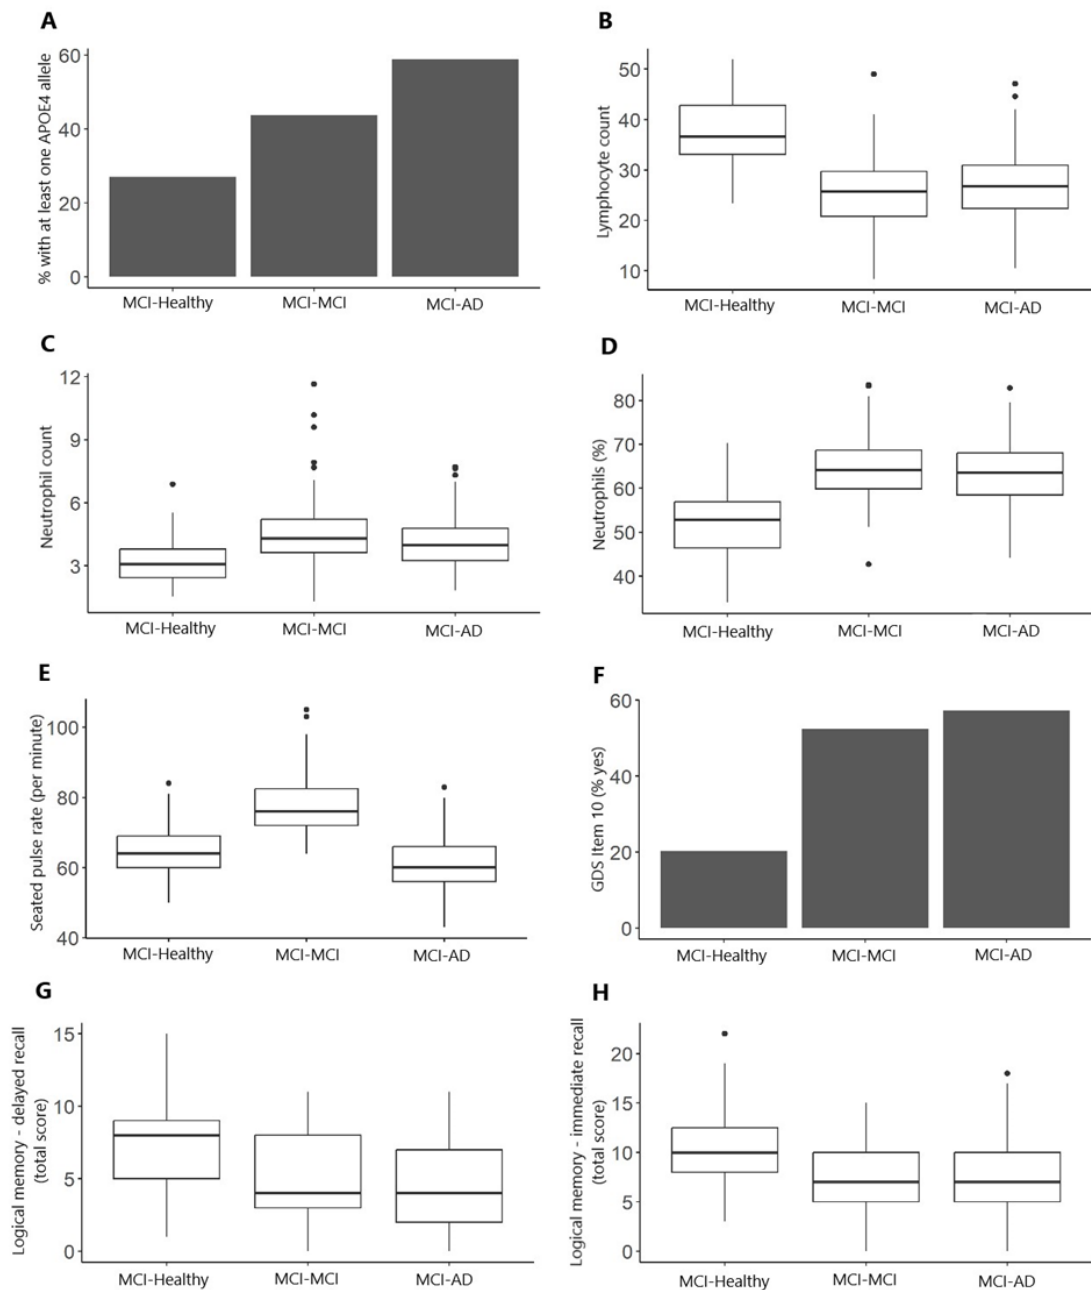 A
% with at least one APOE4 allele
60
40
20
0
MCI-Healthy
MCI-MCI
MCI-AD
B
Lymphocyte count
50
40
30
20
10
MCI-Healthy
MCI-MCI
MCI-AD
C
Neutrophil count
12
9
6
3
MCI-Healthy
MCI-MCI
MCI-AD
D
Neutrophils (%)
80
70
60
50
40
MCI-Healthy
MCI-MCI
MCI-AD
E
Seated pulse rate (per minute)
100
80
60
40
MCI-Healthy
MCI-MCI
MCI-AD
F
GDS Item 10 (% yes)
60
40
20
0
MCI-Healthy
MCI-MCI
MCI-AD
G
Logical memory - delayed recall
(total score)
15
10
5
0
MCI-Healthy
MCI-MCI
MCI-AD
H
Logical memory - immediate recall
(total score)
20
15
10
5
0
MCI-Healthy
MCI-MCI
MCI-AD